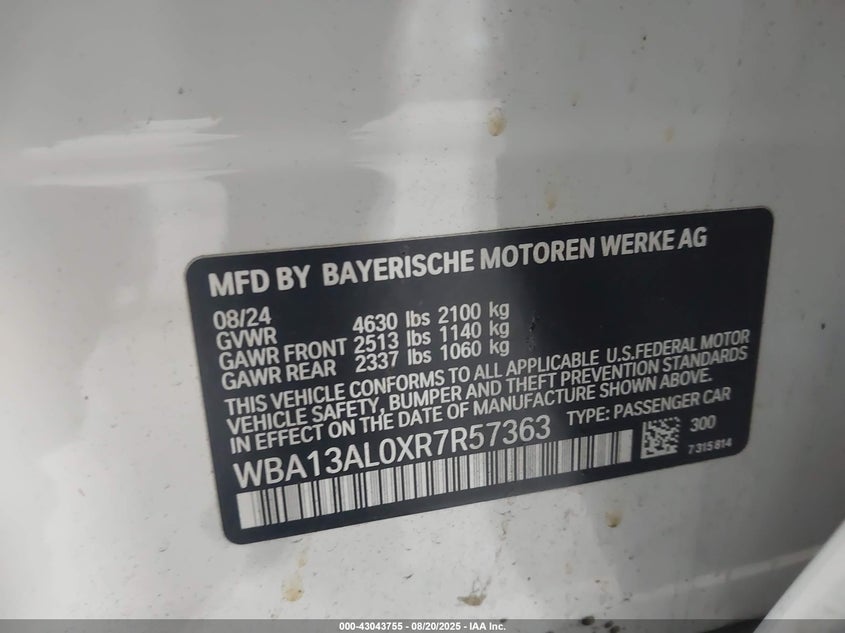 MFD BY BAYERISCHE MOTOREN WERKE AG
08/24
GVWR 4630 lbs 2100 kg
GAWR FRONT 2513 lbs 1140 kg
GAWR REAR 2337 lbs 1060 kg
THIS VEHICLE CONFORMS TO ALL APPLICABLE U.S.FEDERAL MOTOR
VEHICLE SAFETY, BUMPER AND THEFT PREVENTION STANDARDS
IN EFFECT ON THE DATE OF MANUFACTURE SHOWN ABOVE.
WBA13AL0XR7R57363 TYPE: PASSENGER CAR
300
7 315 814
000-43043755 - 08/20/2025 - IAA Inc.